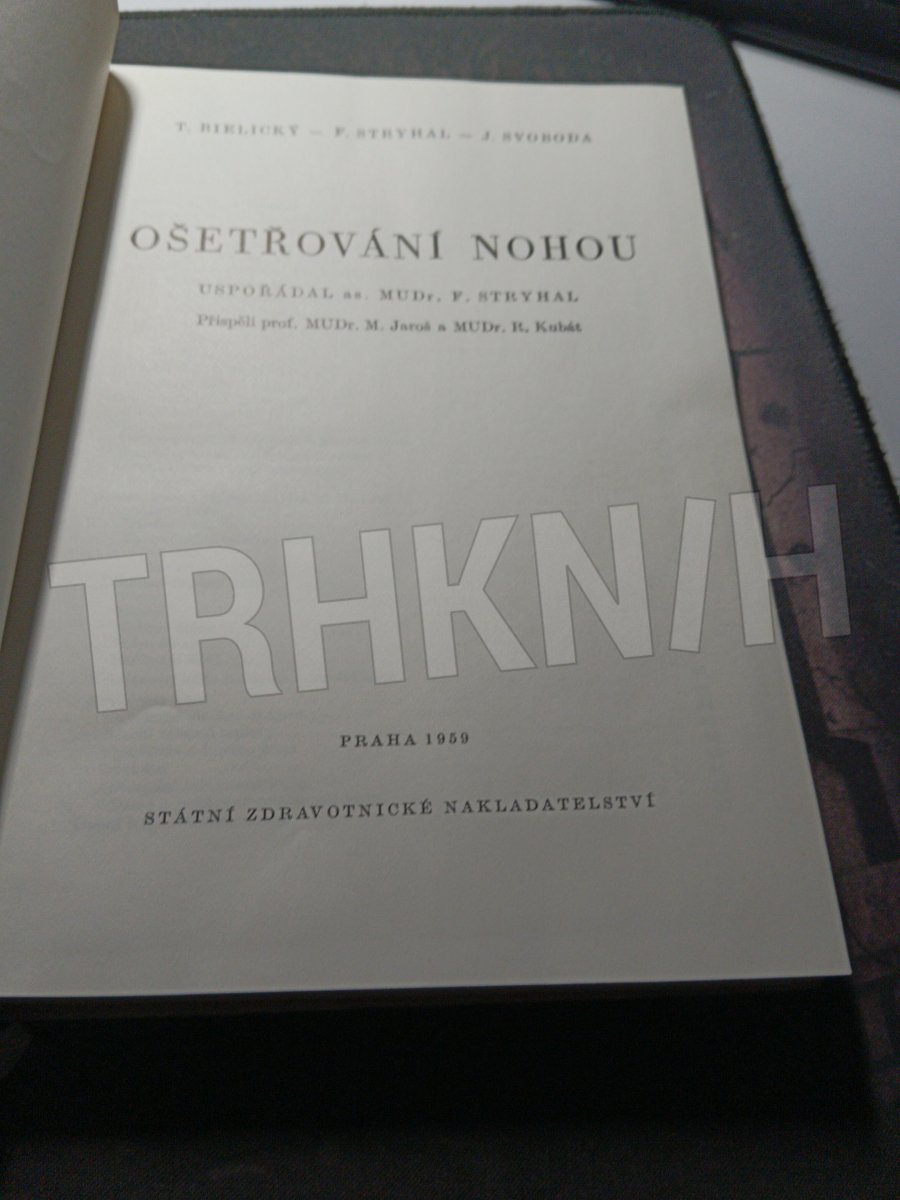 T. BIELICKÝ — F. STRYHAL — J. SVOBODA
OŠETŘOVÁNÍ NOHOU
USPOŘÁDAL as. MUDr. F. STRYHAL
Přispěli prof. MUDr. M. Jaroš a MUDr. R. Kubát
TRHKN/H
PRAHA 1959
STÁTNÍ ZDRAVOTNICKÉ NAKLADATELSTVÍ